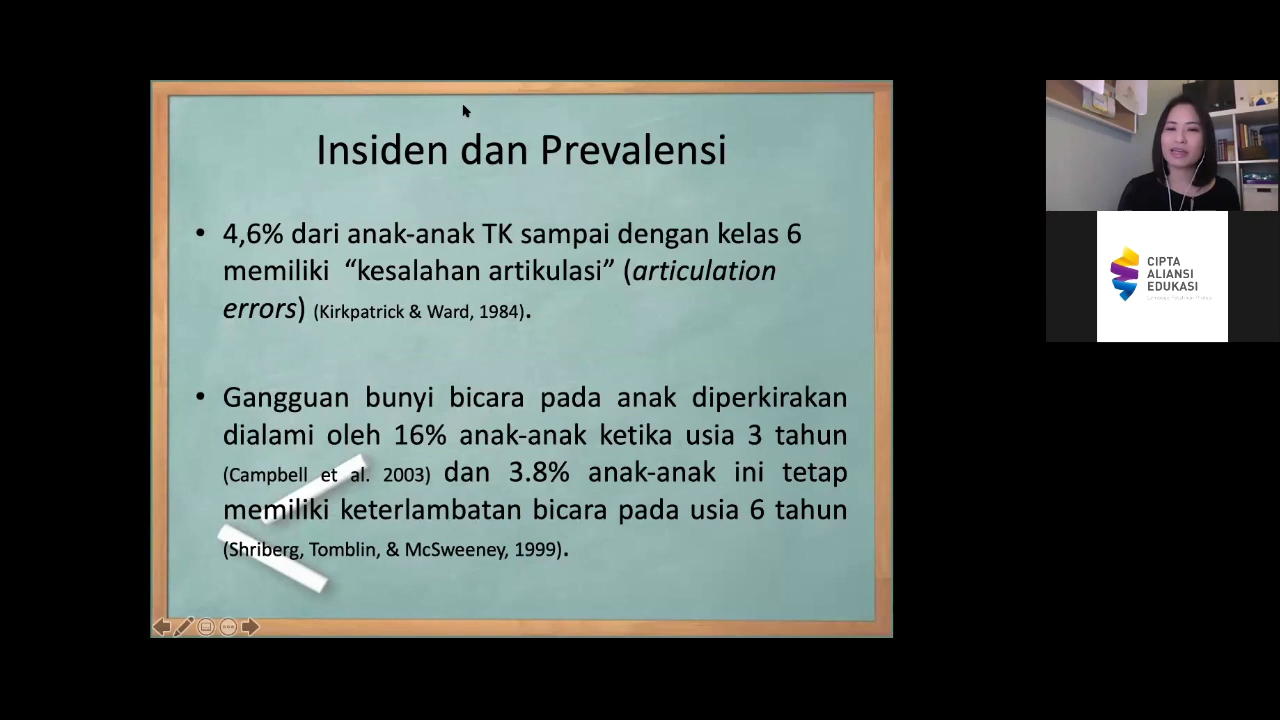 Insiden dan Prevalensi
• 4,6% dari anak-anak TK sampai dengan kelas 6
memiliki “kesalahan artikulasi” (articulation
errors) (Kirkpatrick & Ward, 1984).
• Gangguan bunyi bicara pada anak diperkirakan
dialami oleh 16% anak-anak ketika usia 3 tahun
(Campbell et al. 2003) dan 3.8% anak-anak ini tetap
memiliki keterlambatan bicara pada usia 6 tahun
(Shriberg, Tomblin, & McSweeney, 1999).
CIPTA
ALIANSI
EDUKASI